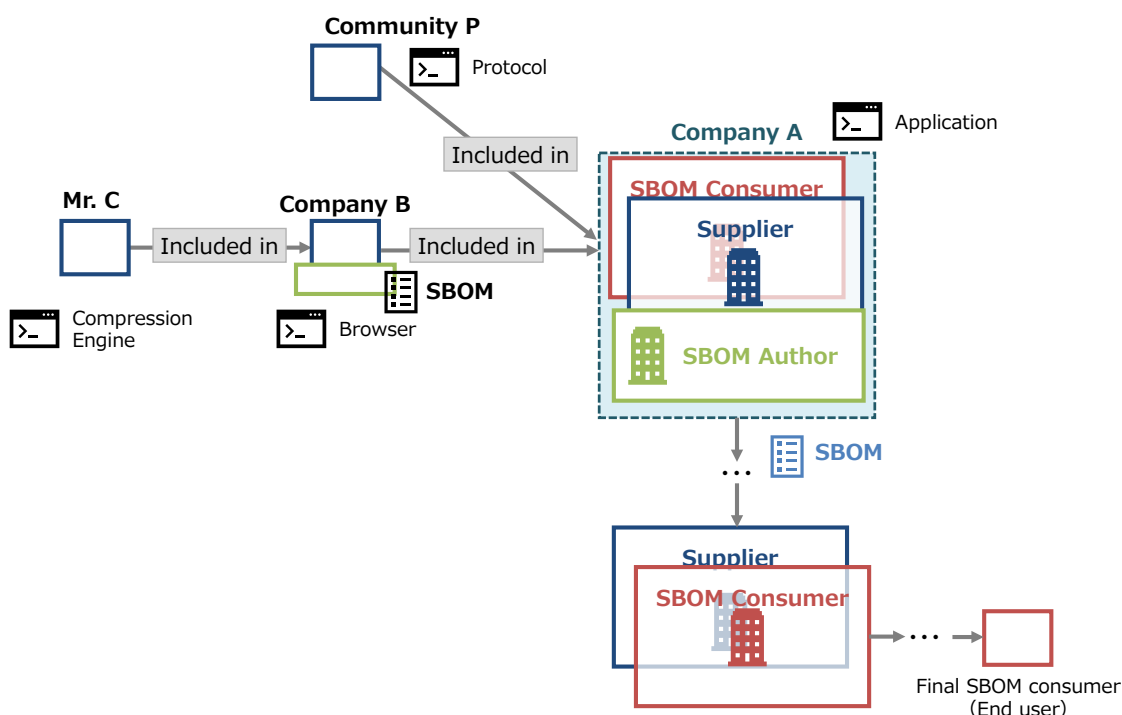 Community P
Protocol
Company A
Application
Included in
SBOM Consumer
Mr. C
Company B
Supplier
Included in
Included in
SBOM
Compression
Engine
Browser
SBOM Author
SBOM
...
Supplier
SBOM Consumer
...
Final SBOM consumer
(End user)